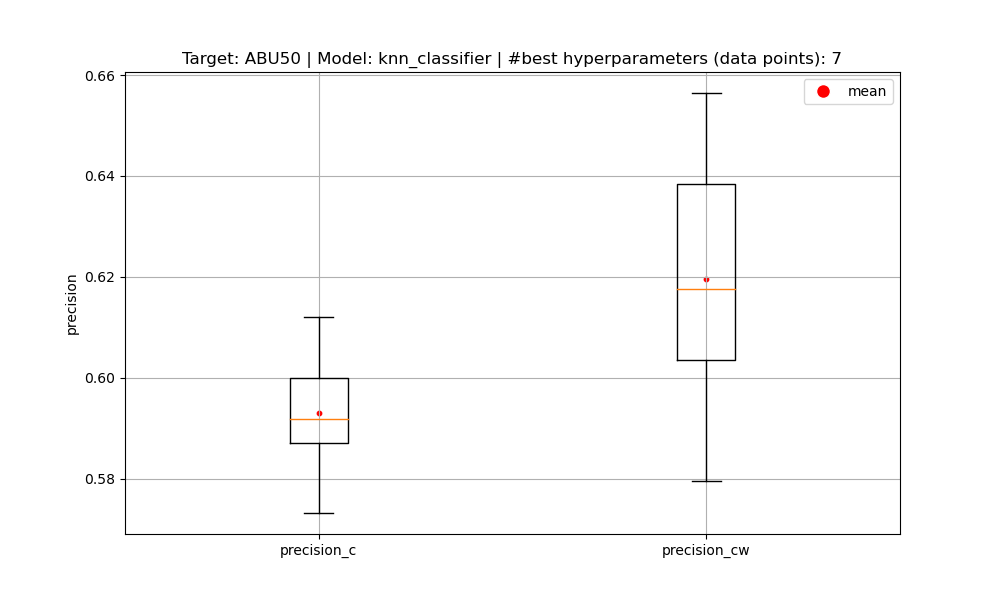 Target: ABU50 | Model: knn_classifier | #best hyperparameters (data points): 7
mean
0.66
0.64
0.62
0.60
0.58
precision
precision_c
precision_cw